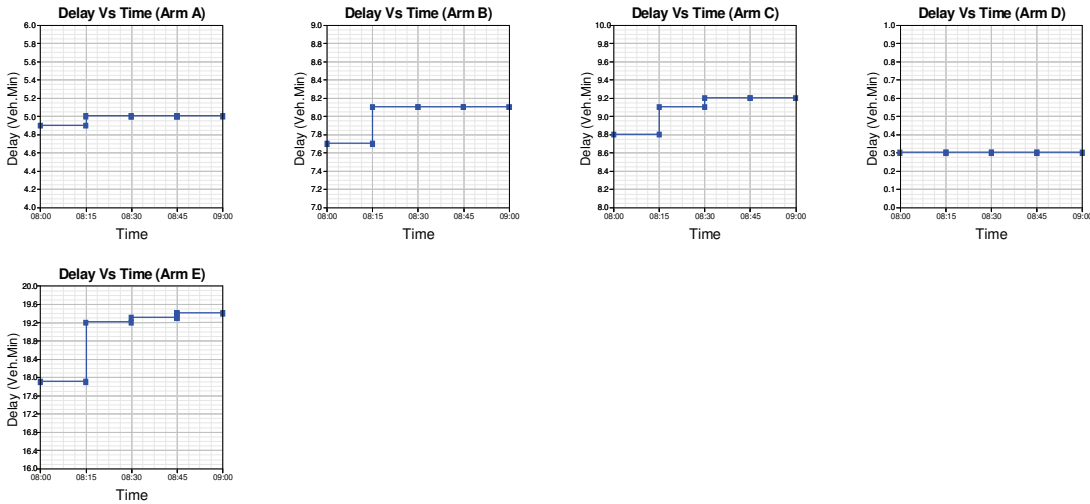 Delay Vs Time (Arm A)
Delay (Veh.Min)
6.0
5.8
5.6
5.4
5.2
5.0
4.8
4.6
4.4
4.2
4.0
08:00 08:15 08:30 08:45 09:00
Time
Delay Vs Time (Arm B)
Delay (Veh.Min)
9.0
8.9
8.6
8.4
8.2
8.0
7.8
7.6
7.4
7.2
7.0
08:00 08:15 08:30 08:45 09:00
Time
Delay Vs Time (Arm C)
Delay (Veh.Min)
10.0
9.9
9.6
9.4
9.2
9.0
8.8
8.6
8.4
8.2
8.0
08:00 08:15 08:30 08:45 09:00
Time
Delay Vs Time (Arm D)
Delay (Veh.Min)
1.0
1.0
0.8
0.7
0.6
0.5
0.4
0.3
0.2
0.1
0.0
08:00 08:15 08:30 08:45 09:00
Time
Delay Vs Time (Arm E)
Delay (Veh.Min)
20.0
19.6
19.2
18.8
18.4
18.0
17.6
17.2
16.8
16.4
16.0
08:00 08:15 08:30 08:45 09:00
Time